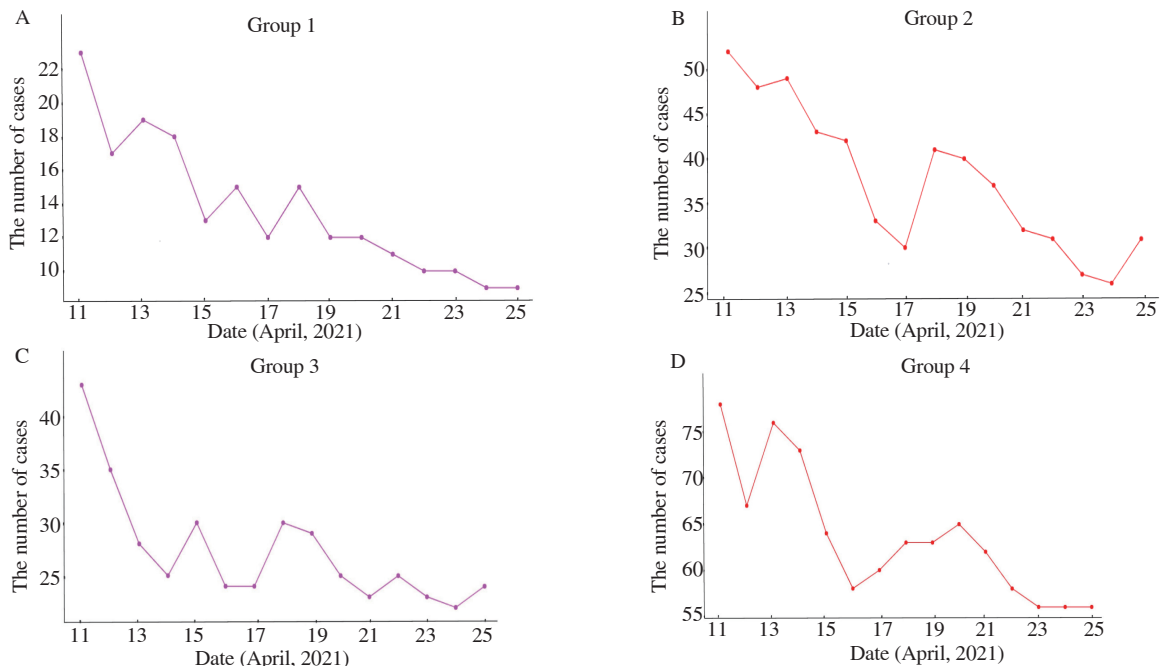 A
Group 1
The number of cases
22
20
18
16
14
12
10
11 13 15 17 19 21 23 25
Date (April, 2021)
B
Group 2
The number of cases
50
45
40
35
30
25
11 13 15 17 19 21 23 25
Date (April, 2021)
C
Group 3
The number of cases
40
35
30
25
11 13 15 17 19 21 23 25
Date (April, 2021)
D
Group 4
The number of cases
75
70
65
60
55
11 13 15 17 19 21 23 25
Date (April, 2021)